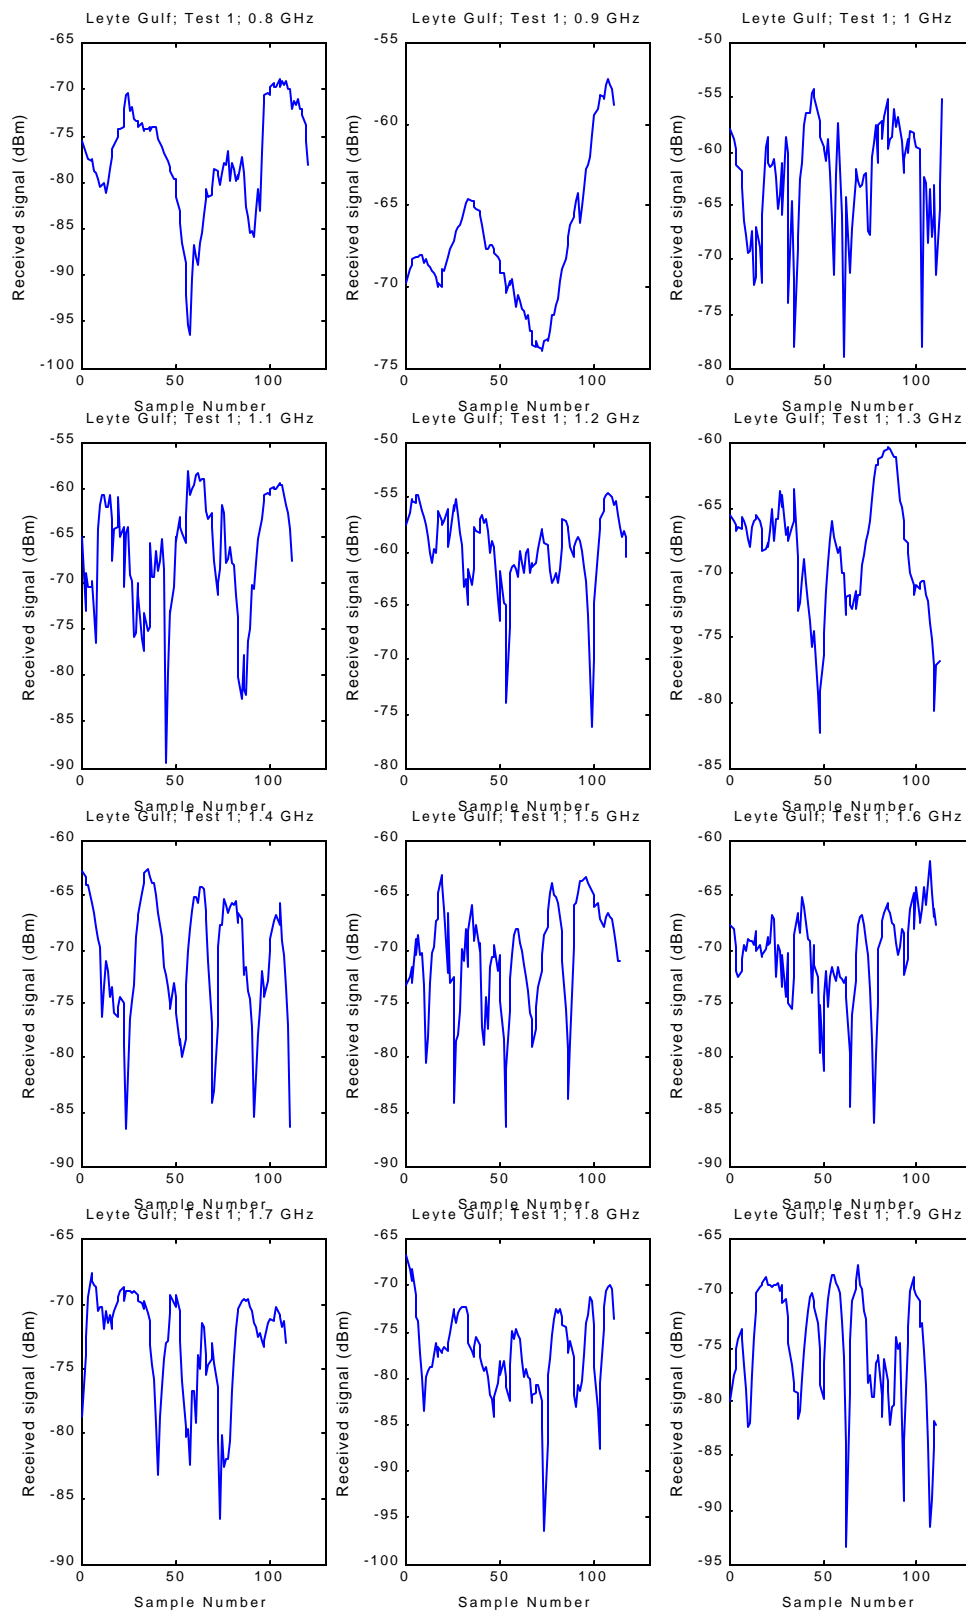 Leyte Gulf; Test 1; 0.8 GHz
Received signal (dBm)
-65
-70
-75
-80
-85
-90
-95
-100
0 50 100
Sample Number
Leyte Gulf; Test 1; 0.9 GHz
Received signal (dBm)
-55
-60
-65
-70
-75
0 50 100
Sample Number
Leyte Gulf; Test 1; 1 GHz
Received signal (dBm)
-50
-55
-60
-65
-70
-75
-80
0 50 100
Sample Number
Leyte Gulf; Test 1; 1.1 GHz
Received signal (dBm)
-55
-60
-65
-70
-75
-80
-85
-90
0 50 100
Sample Number
Leyte Gulf; Test 1; 1.2 GHz
Received signal (dBm)
-50
-55
-60
-65
-70
-75
-80
0 50 100
Sample Number
Leyte Gulf; Test 1; 1.3 GHz
Received signal (dBm)
-60
-65
-70
-75
-80
-85
0 50 100
Sample Number
Leyte Gulf; Test 1; 1.4 GHz
Received signal (dBm)
-60
-65
-70
-75
-80
-85
-90
0 50 100
Sample Number
Leyte Gulf; Test 1; 1.5 GHz
Received signal (dBm)
-60
-65
-70
-75
-80
-85
-90
0 50 100
Sample Number
Leyte Gulf; Test 1; 1.6 GHz
Received signal (dBm)
-60
-65
-70
-75
-80
-85
-90
0 50 100
Sample Number
Leyte Gulf; Test 1; 1.7 GHz
Received signal (dBm)
-65
-70
-75
-80
-85
-90
0 50 100
Sample Number
Leyte Gulf; Test 1; 1.8 GHz
Received signal (dBm)
-65
-70
-75
-80
-85
-90
-95
-100
0 50 100
Sample Number
Leyte Gulf; Test 1; 1.9 GHz
Received signal (dBm)
-65
-70
-75
-80
-85
-90
-95
0 50 100
Sample Number